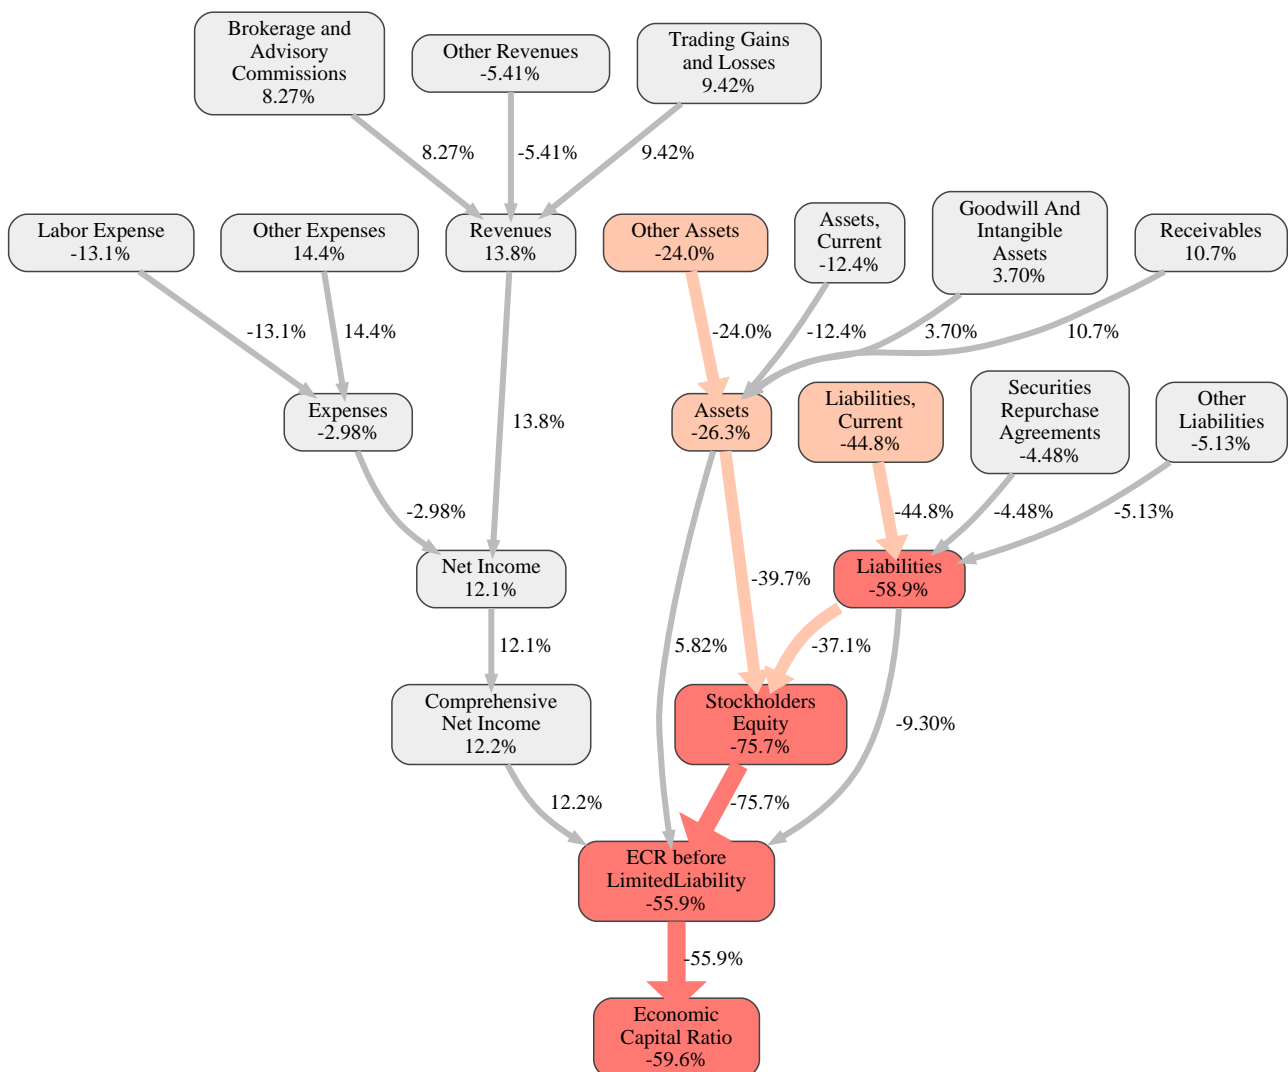 Brokerage and
Advisory
Commissions
8.27%
Other Revenues
-5.41%
Trading Gains
and Losses
9.42%
8.27%
-5.41%
9.42%
Labor Expense
-13.1%
Other Expenses
14.4%
Revenues
13.8%
Other Assets
-24.0%
Assets,
Current
-12.4%
Goodwill And
Intangible
Assets
3.70%
Receivables
10.7%
-13.1%
14.4%
-24.0%
-12.4%
3.70%
10.7%
Expenses
-2.98%
13.8%
Assets
-26.3%
Liabilities,
Current
-44.8%
Securities
Repurchase
Agreements
-4.48%
Other
Liabilities
-5.13%
-2.98%
-44.8%
-4.48%
-5.13%
Net Income
12.1%
-39.7%
Liabilities
-58.9%
12.1%
5.82%
-37.1%
Comprehensive
Net Income
12.2%
Stockholders
Equity
-75.7%
-9.30%
12.2%
-75.7%
ECR before
LimitedLiability
-55.9%
-55.9%
Economic
Capital Ratio
-59.6%